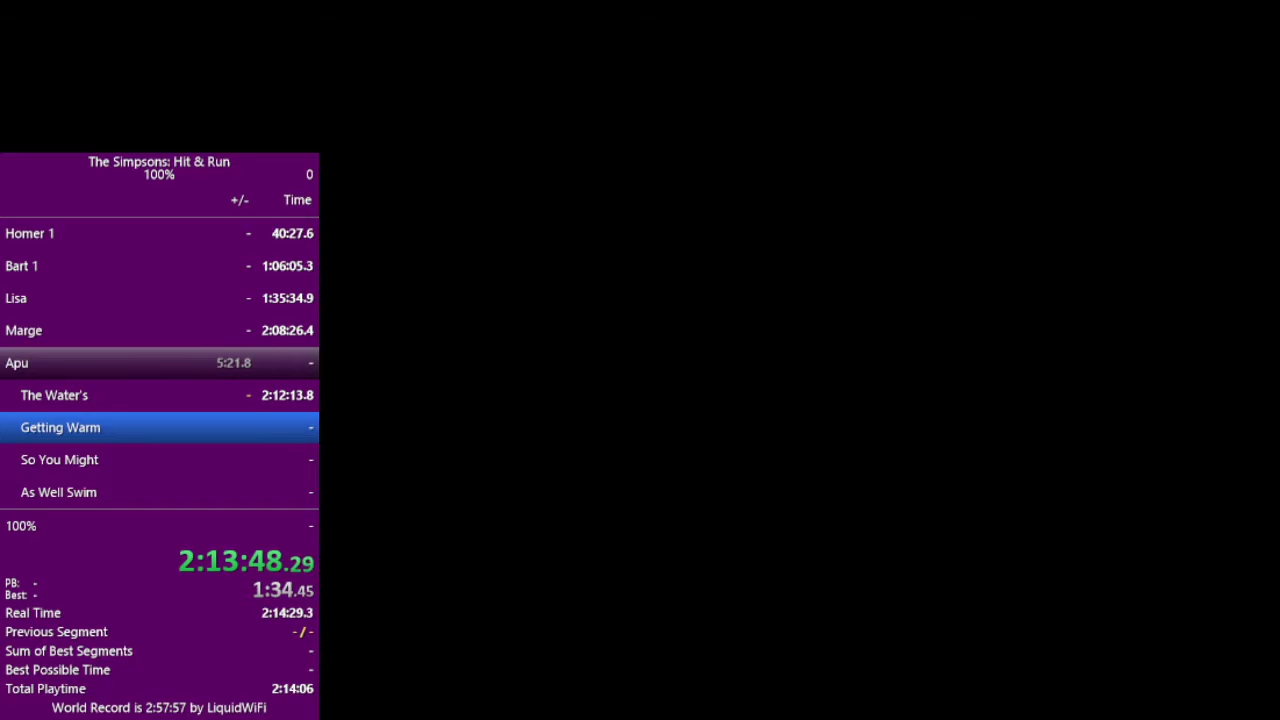 The Simpsons: Hit & Run
100% 0
+/- Time
Homer 1 - 40:27.6
Bart 1 - 1:06:05.3
Lisa - 1:35:34.9
Marge - 2:08:26.4
Apu 5:21.8 -
The Water's - 2:12:13.8
Getting Warm -
So You Might -
As Well Swim -
100% -
2:13:48.29
PB: - 1:34.45
Best: -
Real Time 2:14:29.3
Previous Segment - / -
Sum of Best Segments -
Best Possible Time -
Total Playtime 2:14:06
World Record is 2:57:57 by LiquidWiFi